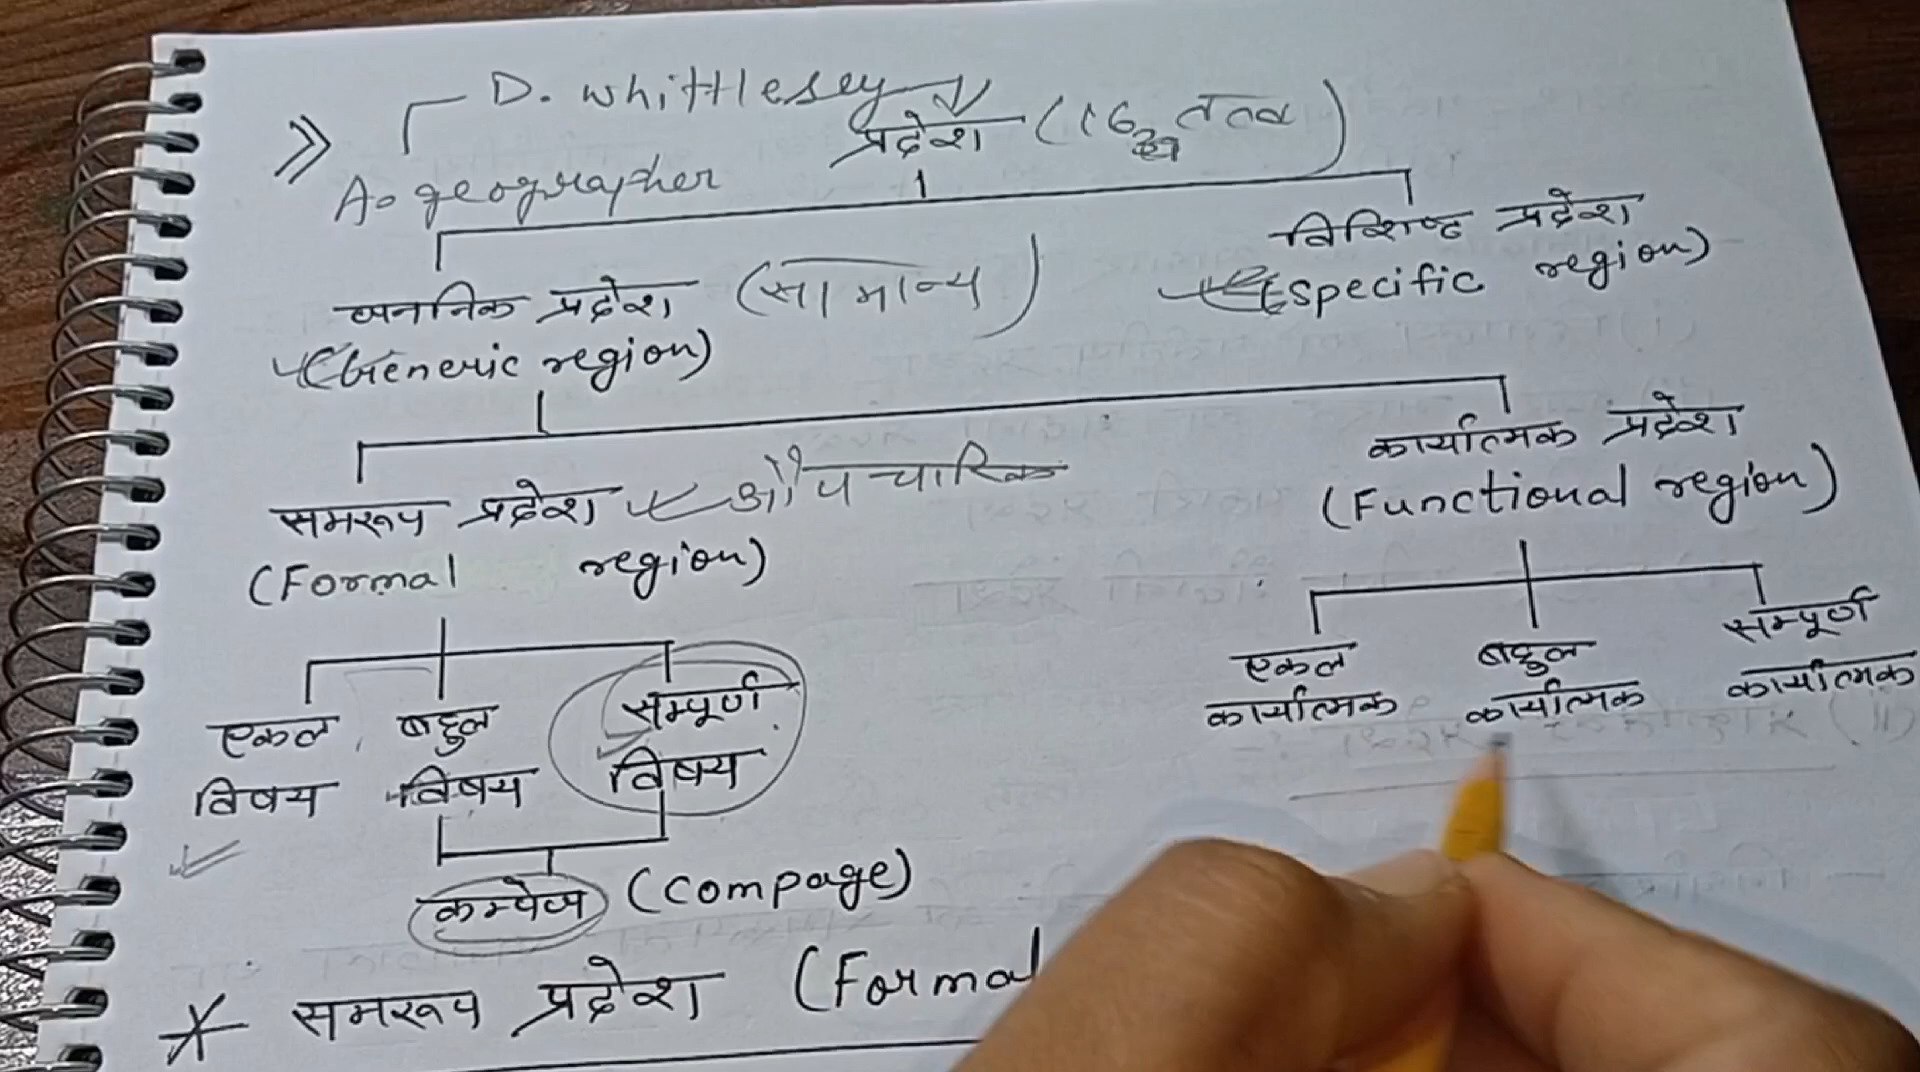 D. Whittlesey
A. geographer
प्रदेश (16 तत्व)
जननिक प्रदेश (सामान्य)
(Generic region)
विशिष्ट प्रदेश
(specific region)
समरूप प्रदेश औपचारिक
(Formal region)
कार्यात्मक प्रदेश
(Functional region)
एकल विषय
बहुल विषय
सम्पूर्ण विषय
एकल कार्यात्मक
बहुल कार्यात्मक
सम्पूर्ण कार्यात्मक
कम्पेज (Compage)
* समरूप प्रदेश (Formal